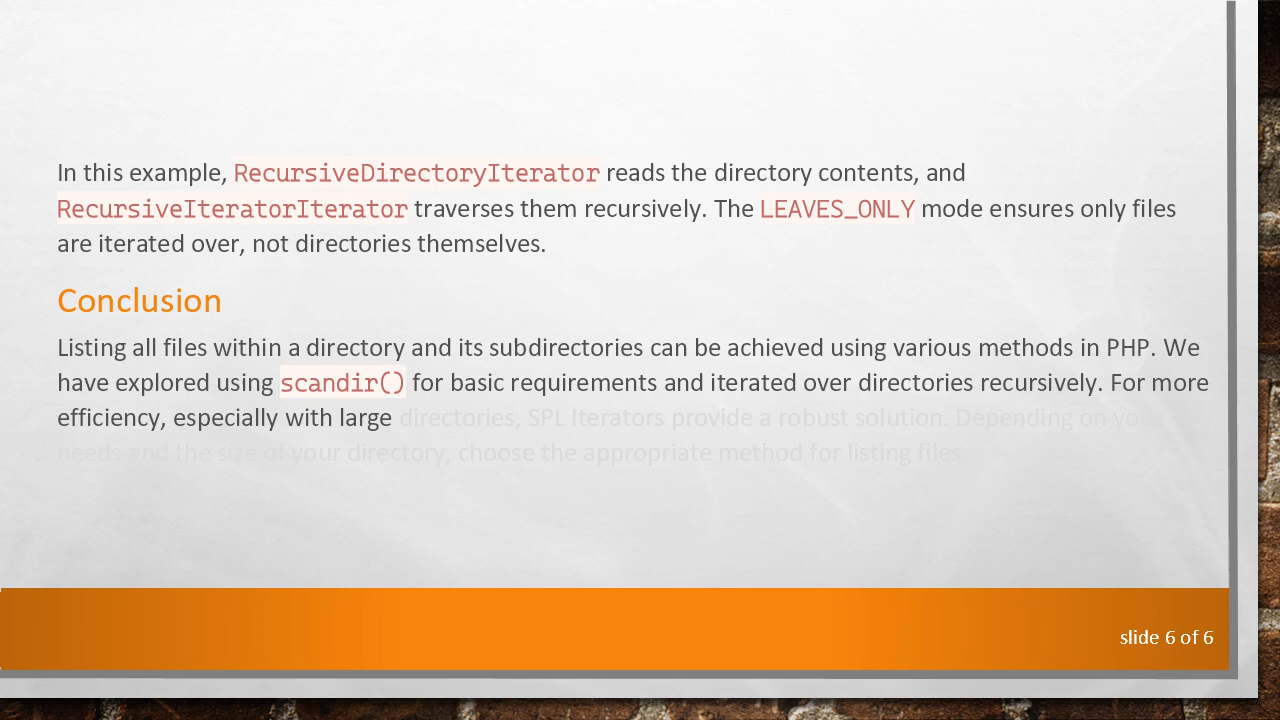 In this example, RecursiveDirectoryIterator reads the directory contents, and
RecursiveIteratorIterator traverses them recursively. The LEAVES_ONLY mode ensures only files
are iterated over, not directories themselves.
Conclusion
Listing all files within a directory and its subdirectories can be achieved using various methods in PHP. We
have explored using scandir() for basic requirements and iterated over directories recursively. For more
efficiency, especially with large directories, SPL Iterators provide a robust solution. Depending on your
needs and the size of your directory, choose the appropriate method for listing files.
slide 6 of 6